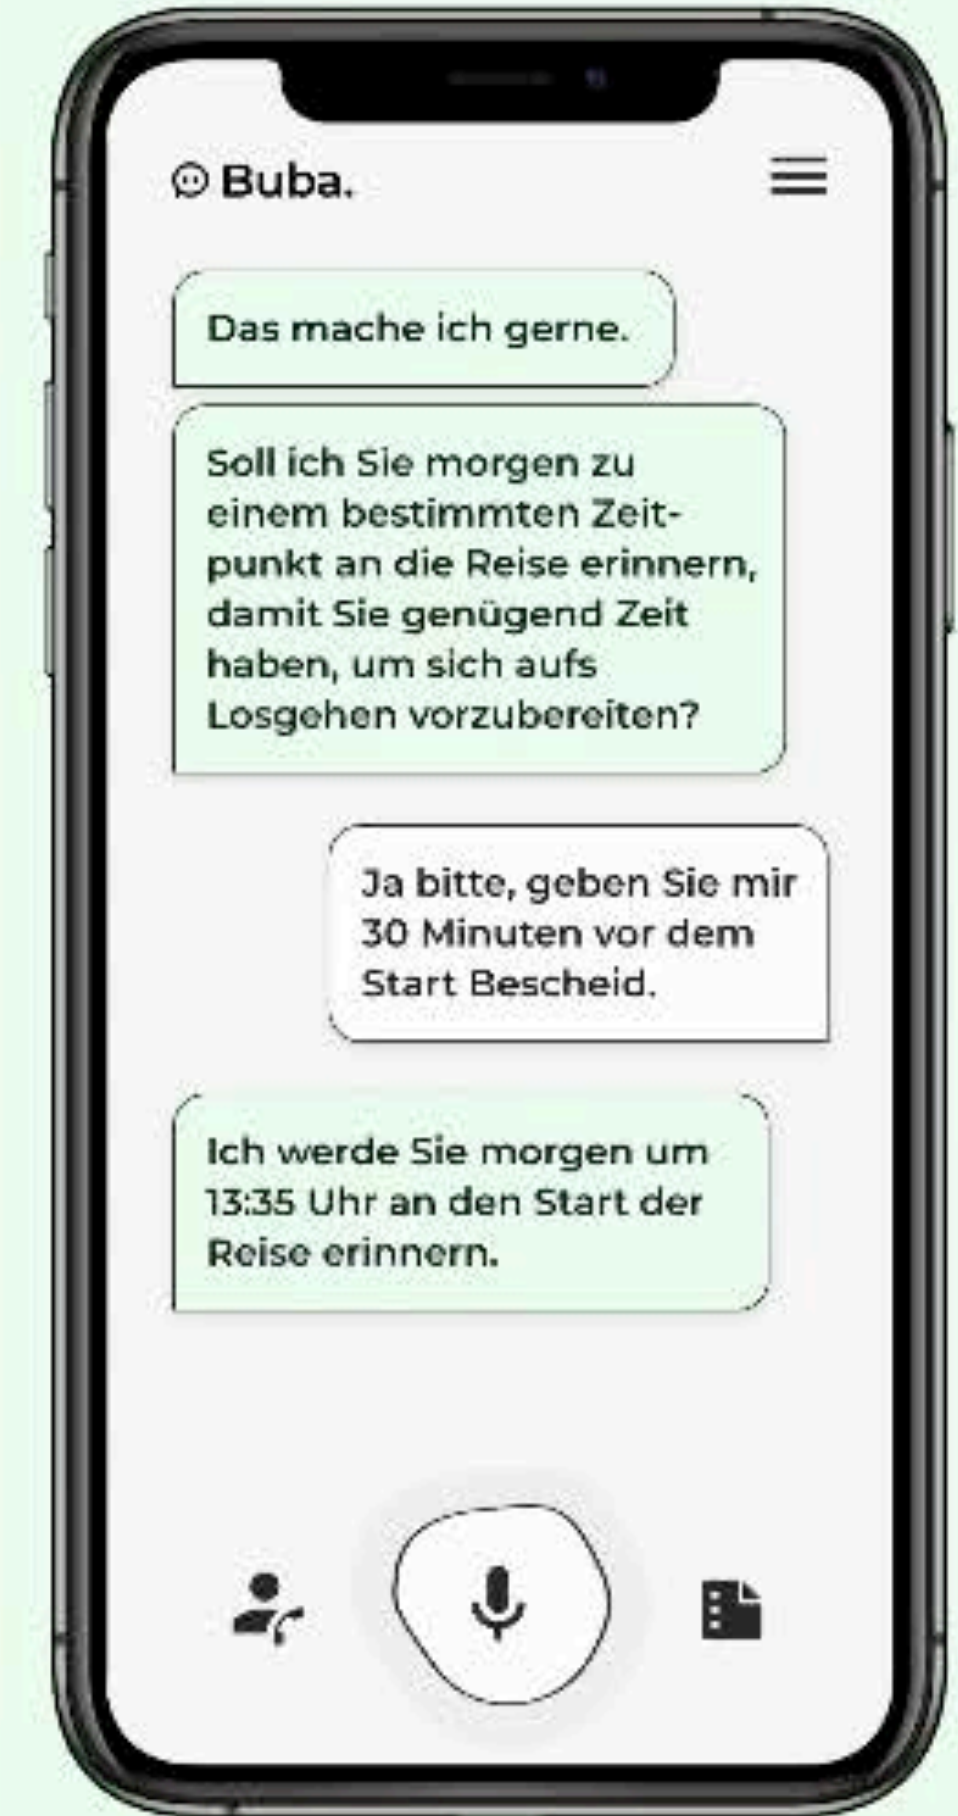 Buba.
Das mache ich gerne.
Soll ich Sie morgen zu
einem bestimmten Zeit-
punkt an die Reise erinnern,
damit Sie genügend Zeit
haben, um sich aufs
Losgehen vorzubereiten?
Ja bitte, geben Sie mir
30 Minuten vor dem
Start Bescheid.
Ich werde Sie morgen um
13:35 Uhr an den Start der
Reise erinnern.